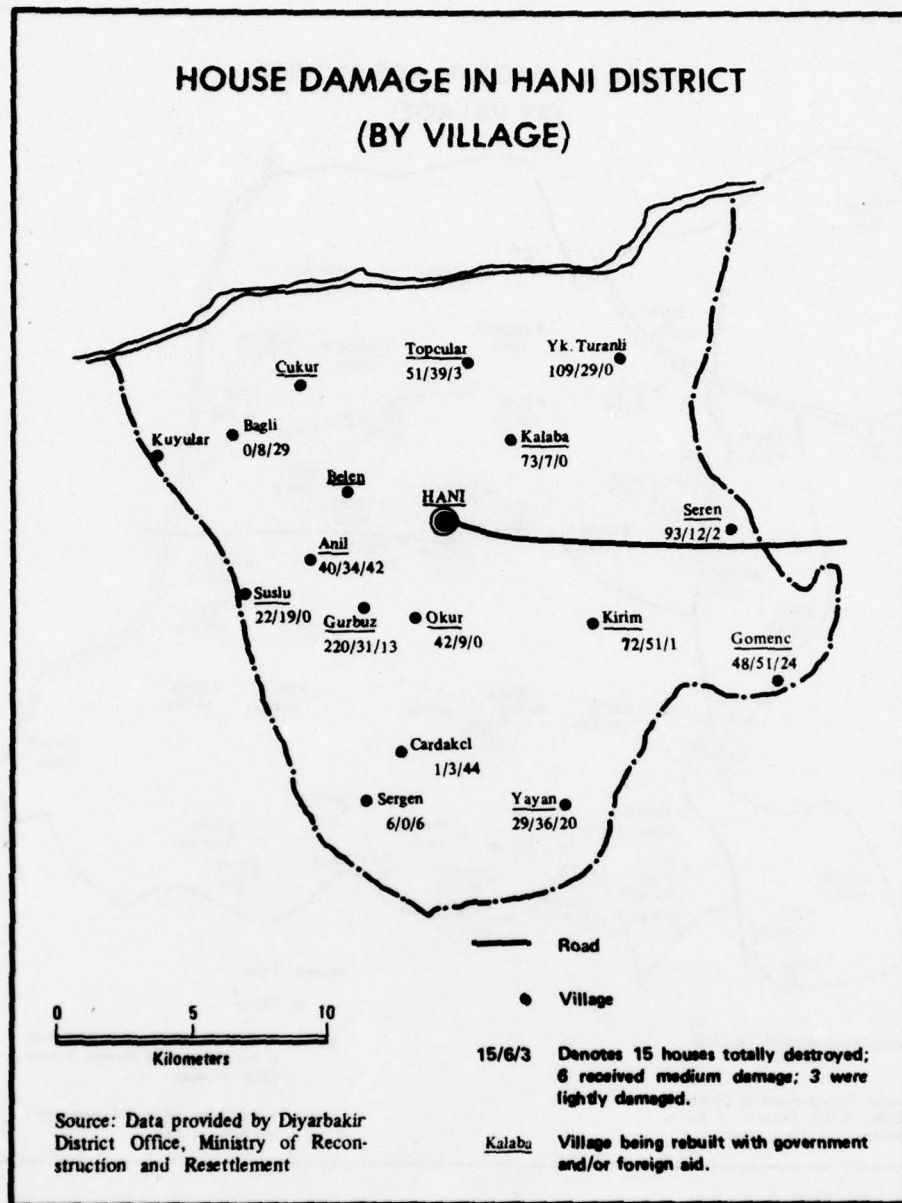 HOUSE DAMAGE IN HANI DISTRICT
(BY VILLAGE)
Topcular
51/39/3
Yk. Turanli
109/29/0
Cukur
Bagli
0/8/29
Kuyular
Kalaba
73/7/0
Belen
HANI
Seren
93/12/2
Anil
40/34/42
Suslu
22/19/0
Gurbuz
220/31/13
Okur
42/9/0
Kirim
72/51/1
Gomenc
48/51/24
Cardakcl
1/3/44
Sergen
6/0/6
Yayan
29/36/20
Road
Village
0 5 10
Kilometers
15/6/3 Denotes 15 houses totally destroyed;
6 received medium damage; 3 were
lightly damaged.
Source: Data provided by Diyarbakir
District Office, Ministry of Recon-
struction and Resettlement
Kalaba Village being rebuilt with government
and/or foreign aid.